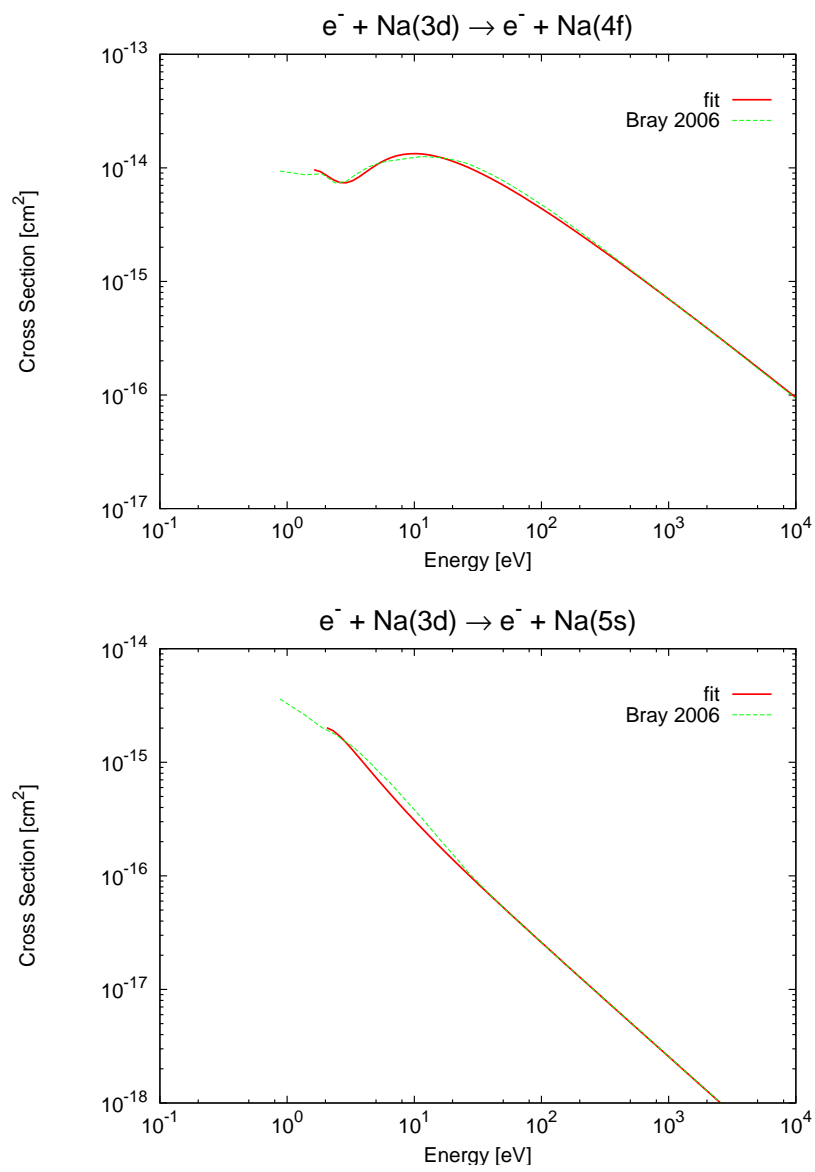 e⁻ + Na(3d) → e⁻ + Na(4f)
10⁻¹³
fit
Bray 2006
10⁻¹⁴
Cross Section [cm²]
10⁻¹⁵
10⁻¹⁶
10⁻¹⁷
10⁻¹ 10⁰ 10¹ 10² 10³ 10⁴
Energy [eV]
e⁻ + Na(3d) → e⁻ + Na(5s)
10⁻¹⁴
fit
Bray 2006
10⁻¹⁵
Cross Section [cm²]
10⁻¹⁶
10⁻¹⁷
10⁻¹⁸
10⁻¹ 10⁰ 10¹ 10² 10³ 10⁴
Energy [eV]